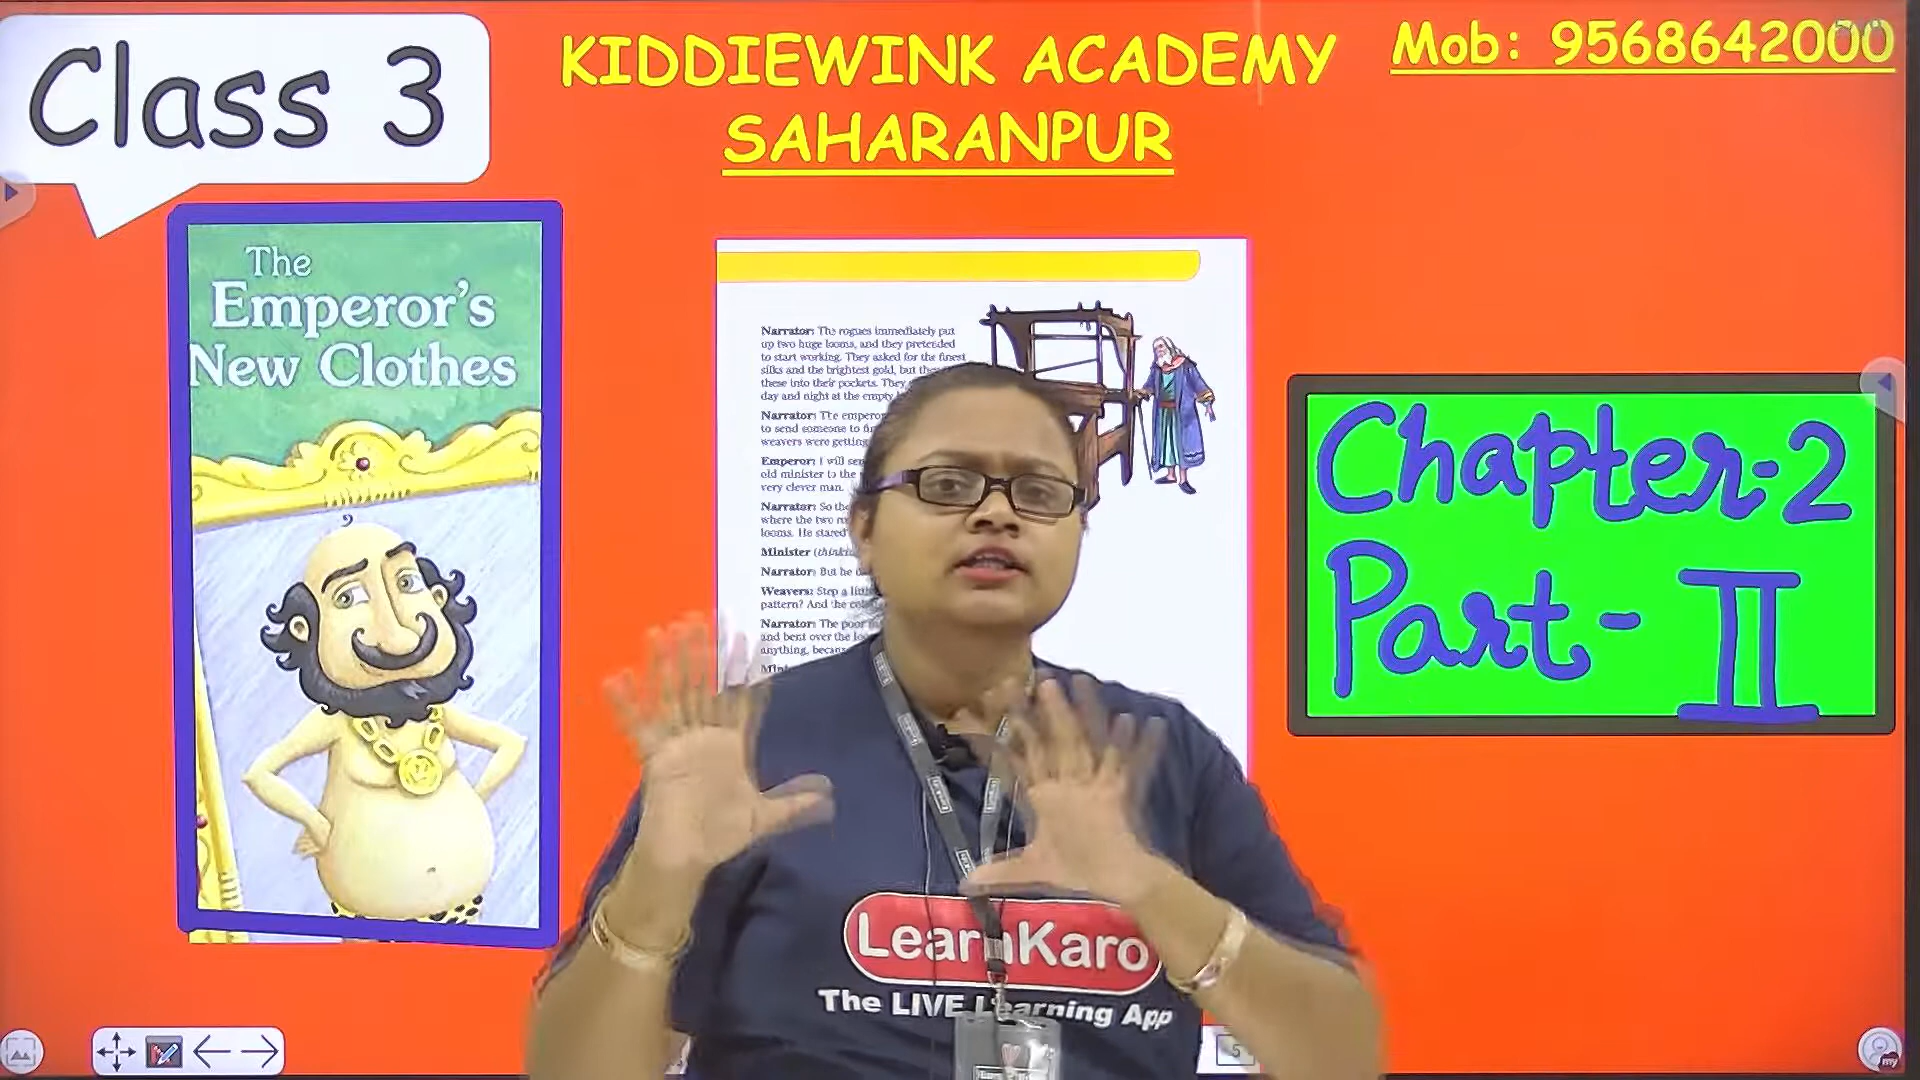 Class 3
KIDDIEWINK ACADEMY
SAHARANPUR
Mob: 9568642000
The
Emperor's
New Clothes
Narrator: The rogues immediately put
up two huge looms, and they pretended
to start working. They asked for the finest
silks and the brightest gold, but they
these into their pockets. They
day and night at the empty
Narrator: The emperor
to send someone to
weavers were getting
Emperor: I will
old minister to the
very clever man.
Narrator: So the
where the two
looms. He stared
Minister
Narrator: But he
Weavers: Step a
pattern? And the
Narrator: The poor
and bent over the
anything,
Chapter-2
Part-II
LearnKaro
The LIVE Learning App
5